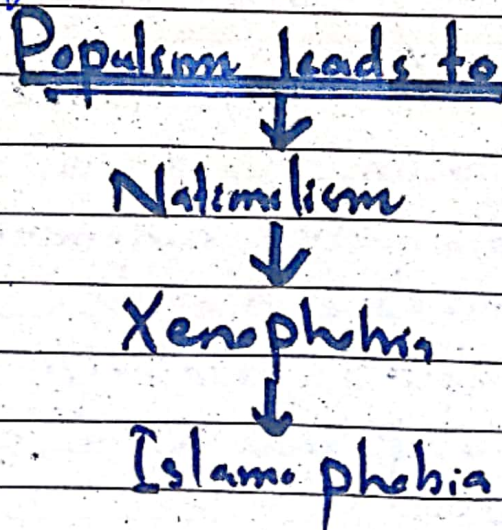 Populism leads to
↓
Nationalism
↓
Xenophobia
↓
Islamophobia